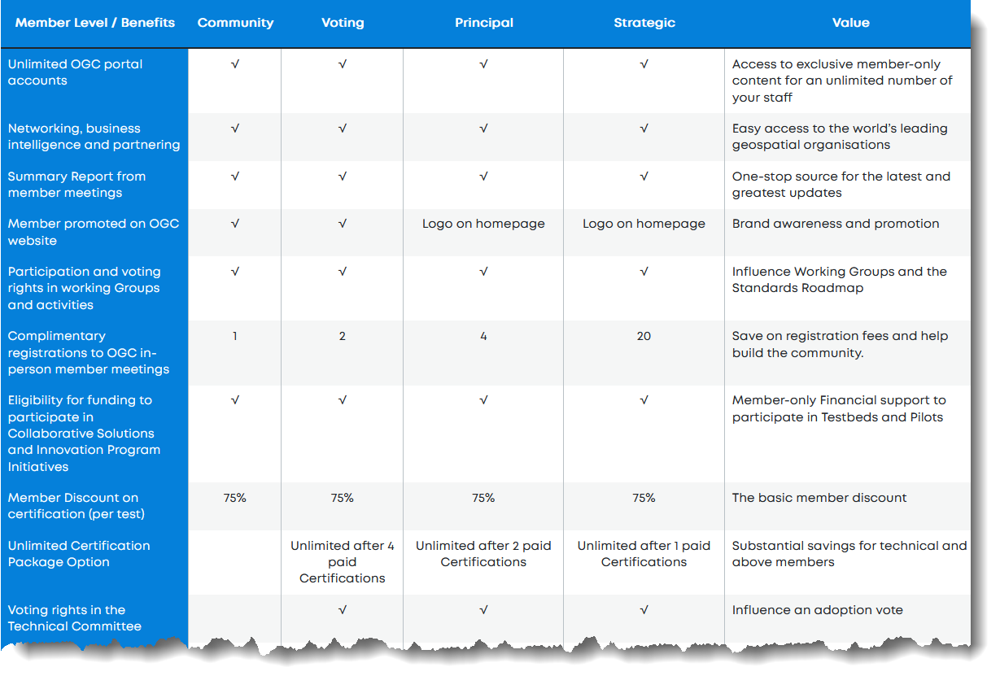 Member Level / Benefits Community Voting Principal Strategic Value
Unlimited OGC portal √ √ √ √ Access to exclusive member-only
accounts content for an unlimited number of
your staff
Networking, business √ √ √ √ Easy access to the world’s leading
intelligence and partnering geospatial organisations
Summary Report from √ √ √ √ One-stop source for the latest and
member meetings greatest updates
Member promoted on OGC √ √ Logo on homepage Logo on homepage Brand awareness and promotion
website
Participation and voting √ √ √ √ Influence Working Groups and the
rights in working Groups Standards Roadmap
and activities
Complimentary 1 2 4 20 Save on registration fees and help
registrations to OGC in- build the community.
person member meetings
Eligibility for funding to √ √ √ √ Member-only Financial support to
participate in participate in Testbeds and Pilots
Collaborative Solutions
and Innovation Program
Initiatives
Member Discount on 75% 75% 75% 75% The basic member discount
certification (per test)
Unlimited Certification Unlimited after 4 Unlimited after 2 paid Unlimited after 1 paid Substantial savings for technical and
Package Option paid Certifications Certifications above members
Certifications
Voting rights in the √ √ √ Influence an adoption vote
Technical Committee